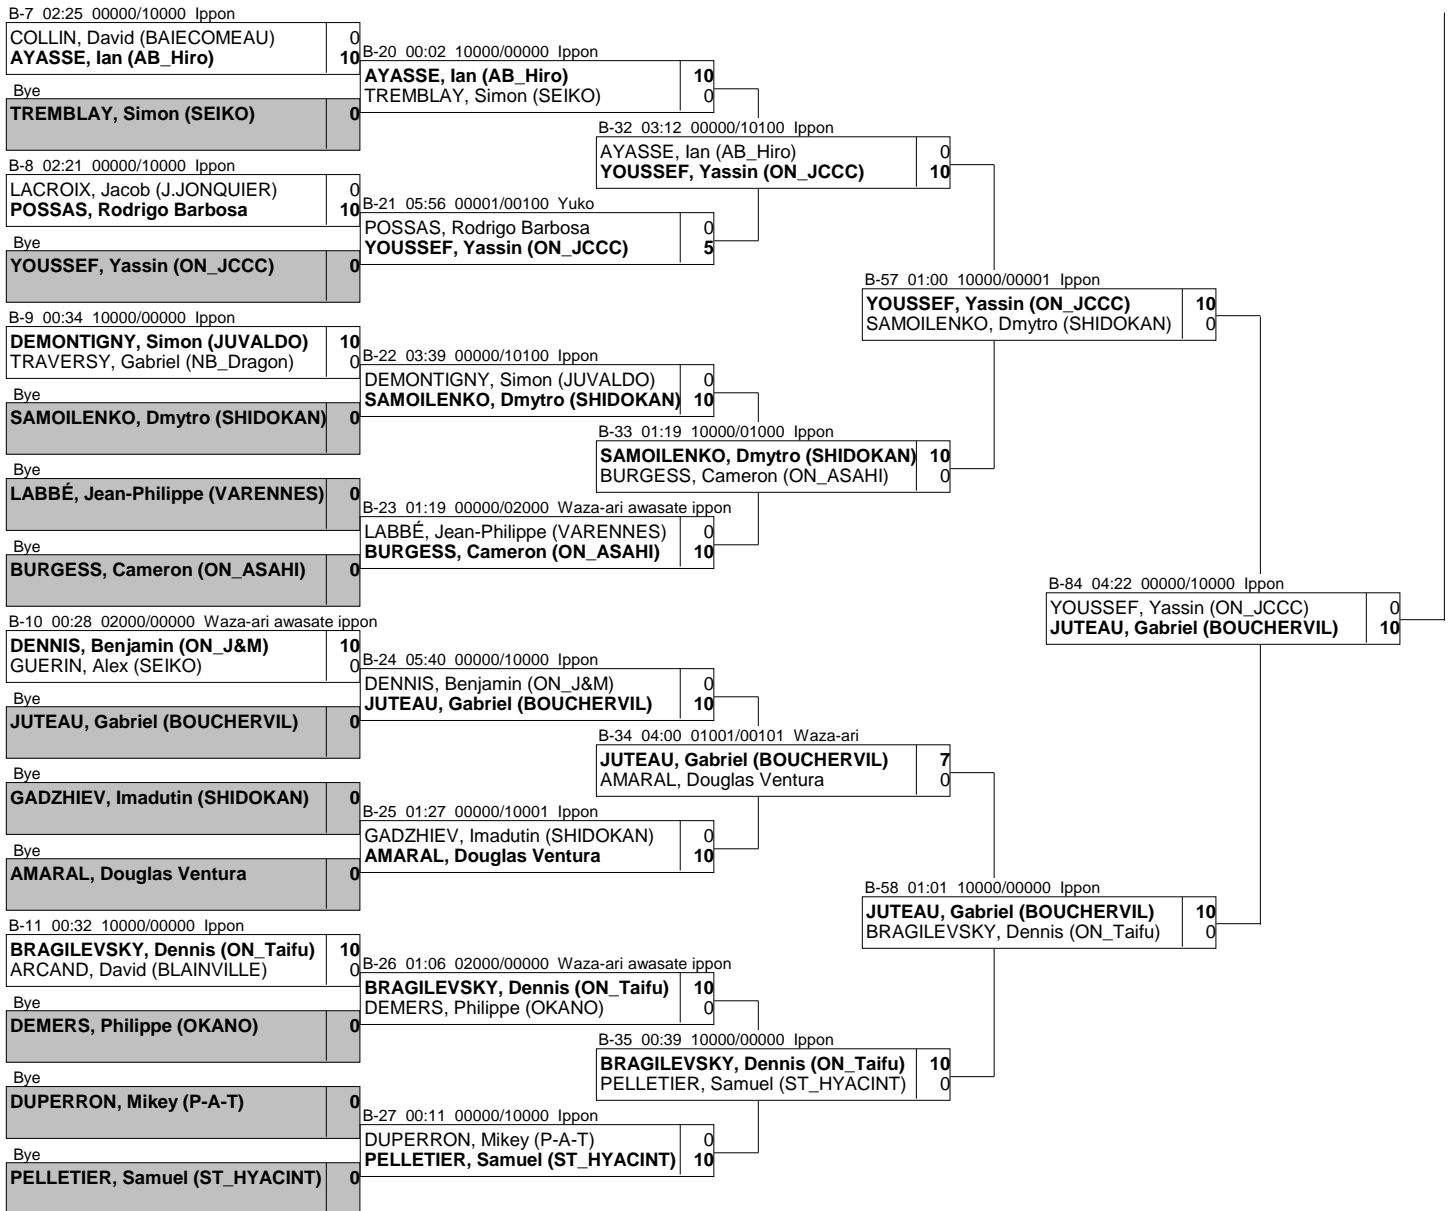 B-7 02:25 00000/10000 Ippon
COLLIN, David (BAIECOMEAU) 0
AYASSE, Ian (AB_Hiro) 10
Bye
TREMBLAY, Simon (SEIKO) 0
B-8 02:21 00000/10000 Ippon
LACROIX, Jacob (J.JONQUIER) 0
POSSAS, Rodrigo Barbosa 10
Bye
YOUSSEF, Yassin (ON_JCCC) 0
B-9 00:34 10000/00000 Ippon
DEMONTIGNY, Simon (JUVALDO) 10
TRAVERSY, Gabriel (NB_Dragon) 0
Bye
SAMOILENKO, Dmytro (SHIDOKAN) 0
Bye
LABBÉ, Jean-Philippe (VARENNES) 0
Bye
BURGESS, Cameron (ON_ASAHI) 0
B-10 00:28 02000/00000 Waza-ari awasate ippon
DENNIS, Benjamin (ON_J&M) 10
GUERIN, Alex (SEIKO) 0
Bye
JUTEAU, Gabriel (BOUCHERVIL) 0
Bye
GADZHIEV, Imadutin (SHIDOKAN) 0
Bye
AMARAL, Douglas Ventura 0
B-11 00:32 10000/00000 Ippon
BRAGILEVSKY, Dennis (ON_Taifu) 10
ARCAND, David (BLAINVILLE) 0
Bye
DEMERS, Philippe (OKANO) 0
Bye
DUPERRON, Mikey (P-A-T) 0
Bye
PELLETIER, Samuel (ST_HYACINT) 0
B-20 00:02 10000/00000 Ippon
AYASSE, Ian (AB_Hiro) 10
TREMBLAY, Simon (SEIKO) 0
B-21 05:56 00001/00100 Yuko
POSSAS, Rodrigo Barbosa 0
YOUSSEF, Yassin (ON_JCCC) 5
B-22 03:39 00000/10100 Ippon
DEMONTIGNY, Simon (JUVALDO) 0
SAMOILENKO, Dmytro (SHIDOKAN) 10
B-23 01:19 00000/02000 Waza-ari awasate ippon
LABBÉ, Jean-Philippe (VARENNES) 0
BURGESS, Cameron (ON_ASAHI) 10
B-24 05:40 00000/10000 Ippon
DENNIS, Benjamin (ON_J&M) 0
JUTEAU, Gabriel (BOUCHERVIL) 10
B-25 01:27 00000/10001 Ippon
GADZHIEV, Imadutin (SHIDOKAN) 0
AMARAL, Douglas Ventura 10
B-26 01:06 02000/00000 Waza-ari awasate ippon
BRAGILEVSKY, Dennis (ON_Taifu) 10
DEMERS, Philippe (OKANO) 0
B-27 00:11 00000/10000 Ippon
DUPERRON, Mikey (P-A-T) 0
PELLETIER, Samuel (ST_HYACINT) 10
B-32 03:12 00000/10100 Ippon
AYASSE, Ian (AB_Hiro) 0
YOUSSEF, Yassin (ON_JCCC) 10
B-33 01:19 10000/01000 Ippon
SAMOILENKO, Dmytro (SHIDOKAN) 10
BURGESS, Cameron (ON_ASAHI) 0
B-34 04:00 01001/00101 Waza-ari
JUTEAU, Gabriel (BOUCHERVIL) 7
AMARAL, Douglas Ventura 0
B-35 00:39 10000/00000 Ippon
BRAGILEVSKY, Dennis (ON_Taifu) 10
PELLETIER, Samuel (ST_HYACINT) 0
B-57 01:00 10000/00001 Ippon
YOUSSEF, Yassin (ON_JCCC) 10
SAMOILENKO, Dmytro (SHIDOKAN) 0
B-58 01:01 10000/00000 Ippon
JUTEAU, Gabriel (BOUCHERVIL) 10
BRAGILEVSKY, Dennis (ON_Taifu) 0
B-84 04:22 00000/10000 Ippon
YOUSSEF, Yassin (ON_JCCC) 0
JUTEAU, Gabriel (BOUCHERVIL) 10